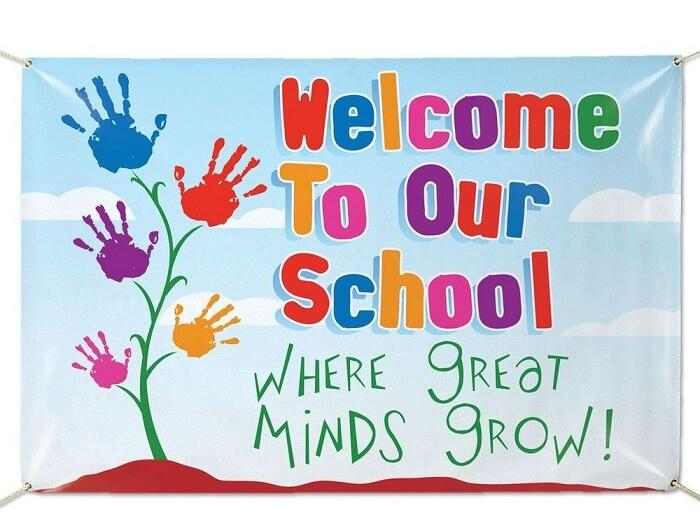 Welcome
To Our
School
WHERE GREaT
MiNDS GROW!